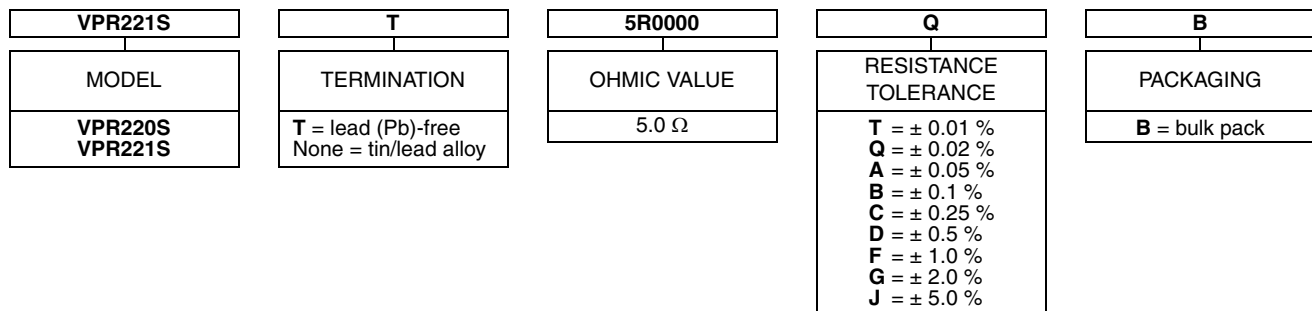 VPR221S
MODEL
VPR220S
VPR221S
T
TERMINATION
T = lead (Pb)-free
None = tin/lead alloy
5R0000
OHMIC VALUE
5.0 Ω
Q
RESISTANCE
TOLERANCE
T = ± 0.01 %
Q = ± 0.02 %
A = ± 0.05 %
B = ± 0.1 %
C = ± 0.25 %
D = ± 0.5 %
F = ± 1.0 %
G = ± 2.0 %
J = ± 5.0 %
B
PACKAGING
B = bulk pack